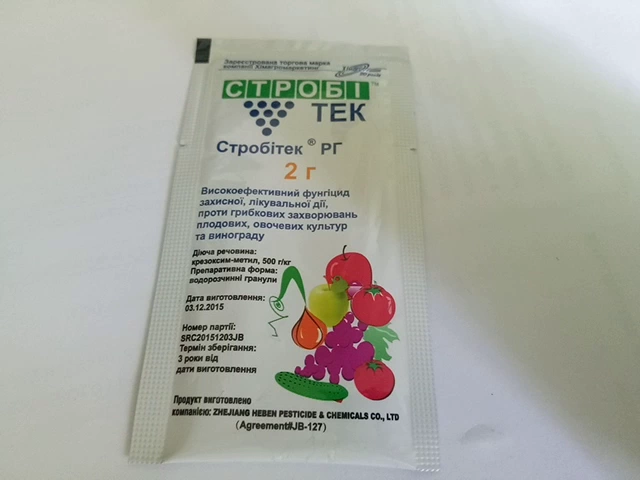 Зареєстрована торгова марка
компанії Хімагромаркетинг
СТРОБІ™
ТЕК
Стробітек® РГ
2 г
Високоефективний фунгіцид
захисної, лікувальної дії,
проти грибкових захворювань
плодових, овочевих культур
та винограду
Діюча речовина:
крезоксим-метил, 500 г/кг
Препаративна форма:
водорозчинні гранули
Дата виготовлення:
03.12.2015
Номер партії:
SRC20151203JB
Термін зберігання:
3 роки від
дати виготовлення
Продукт виготовлено
компанією: ZHEJIANG HEBEN PESTICIDE & CHEMICALS CO., LTD
(Agreement#JB-127)